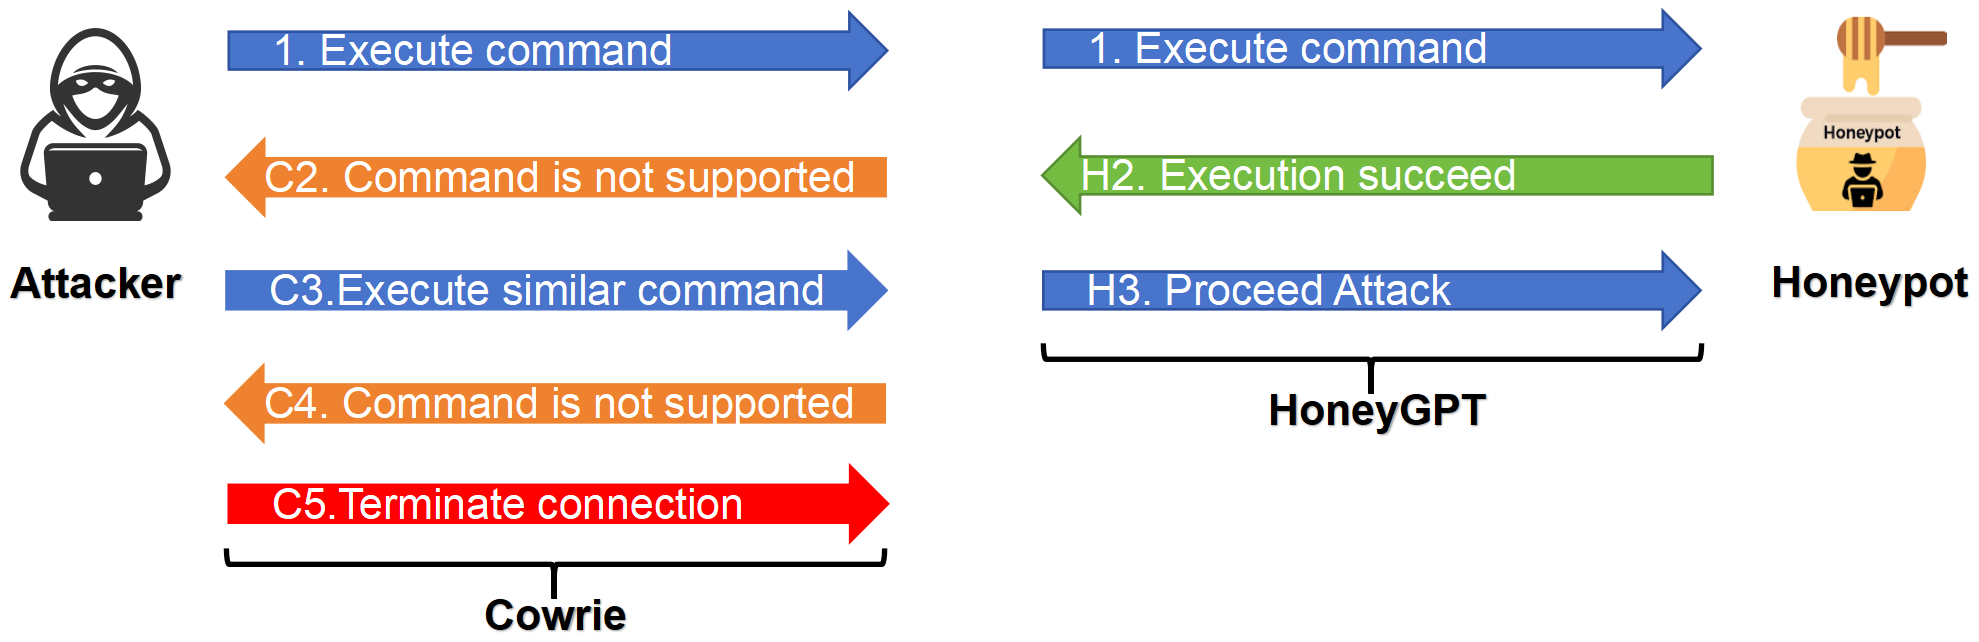 1. Execute command
1. Execute command
C2. Command is not supported
H2. Execution succeed
Honeypot
Attacker
C3.Execute similar command
H3. Proceed Attack
Honeypot
C4. Command is not supported
HoneyGPT
C5.Terminate connection
Cowrie